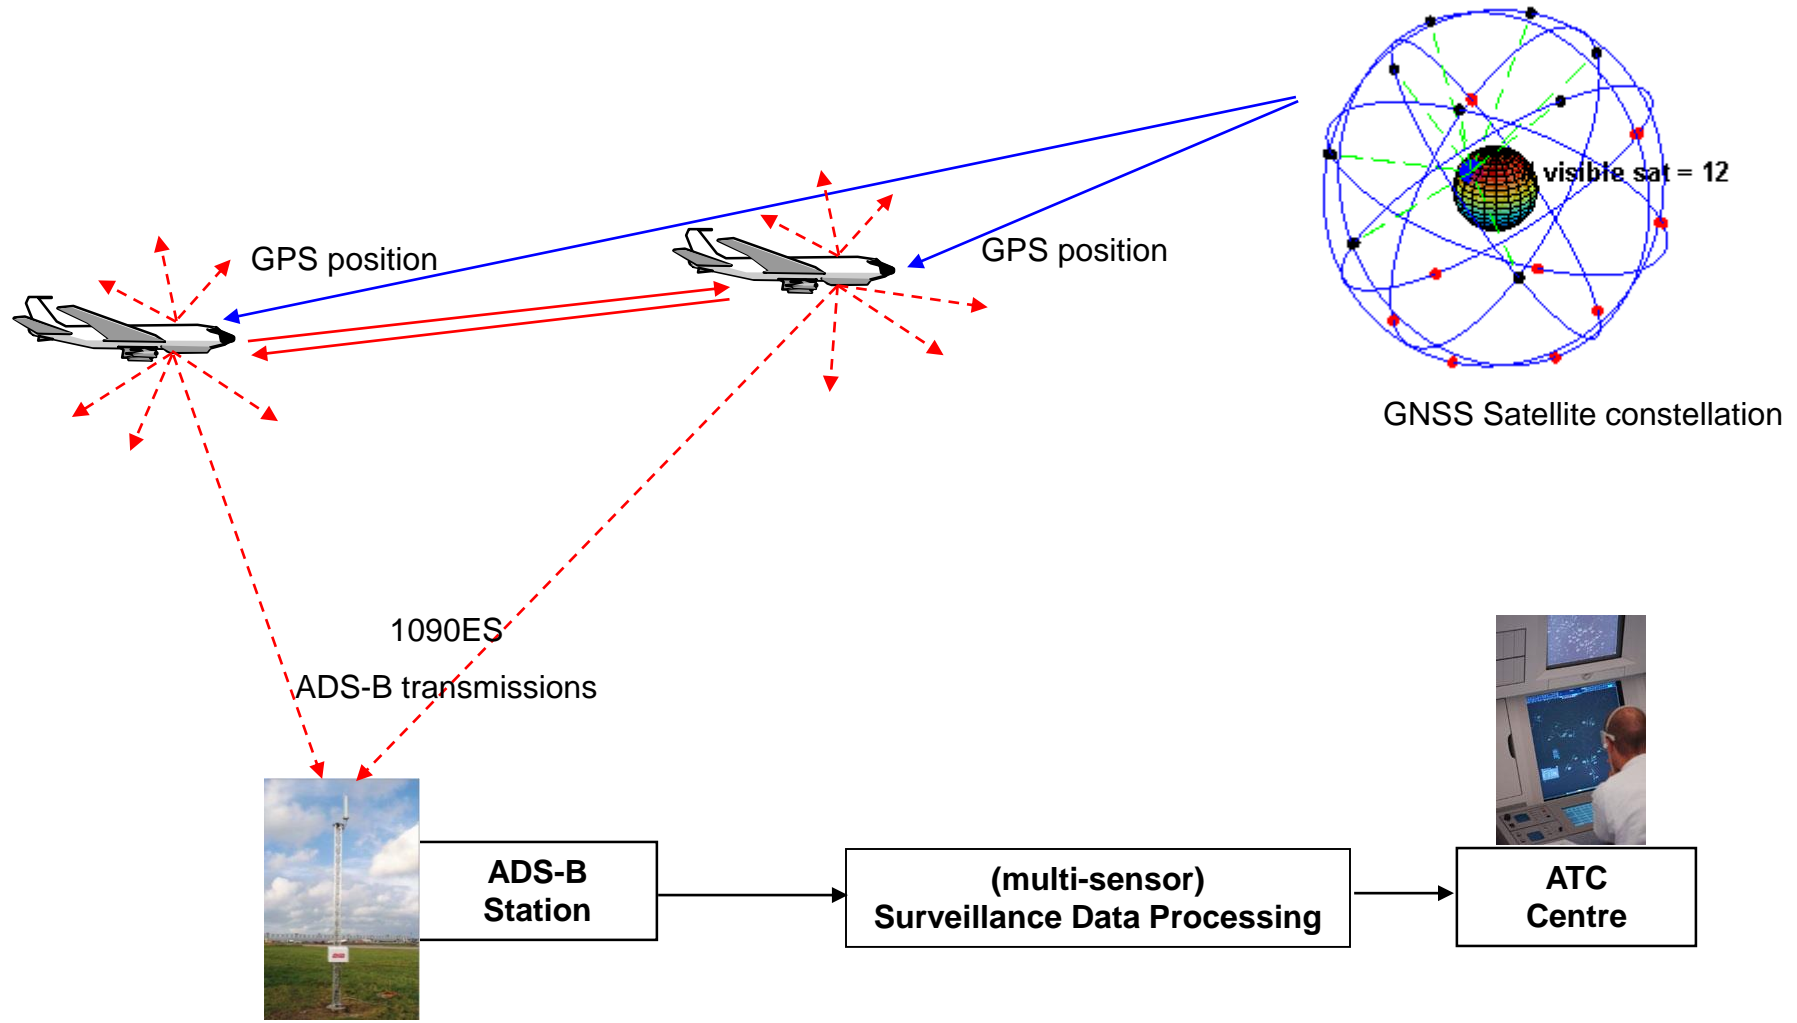 visible sat = 12
GPS position
GPS position
GNSS Satellite constellation
1090ES
ADS-B transmissions
ADS-B
Station
(multi-sensor)
Surveillance Data Processing
ATC
Centre